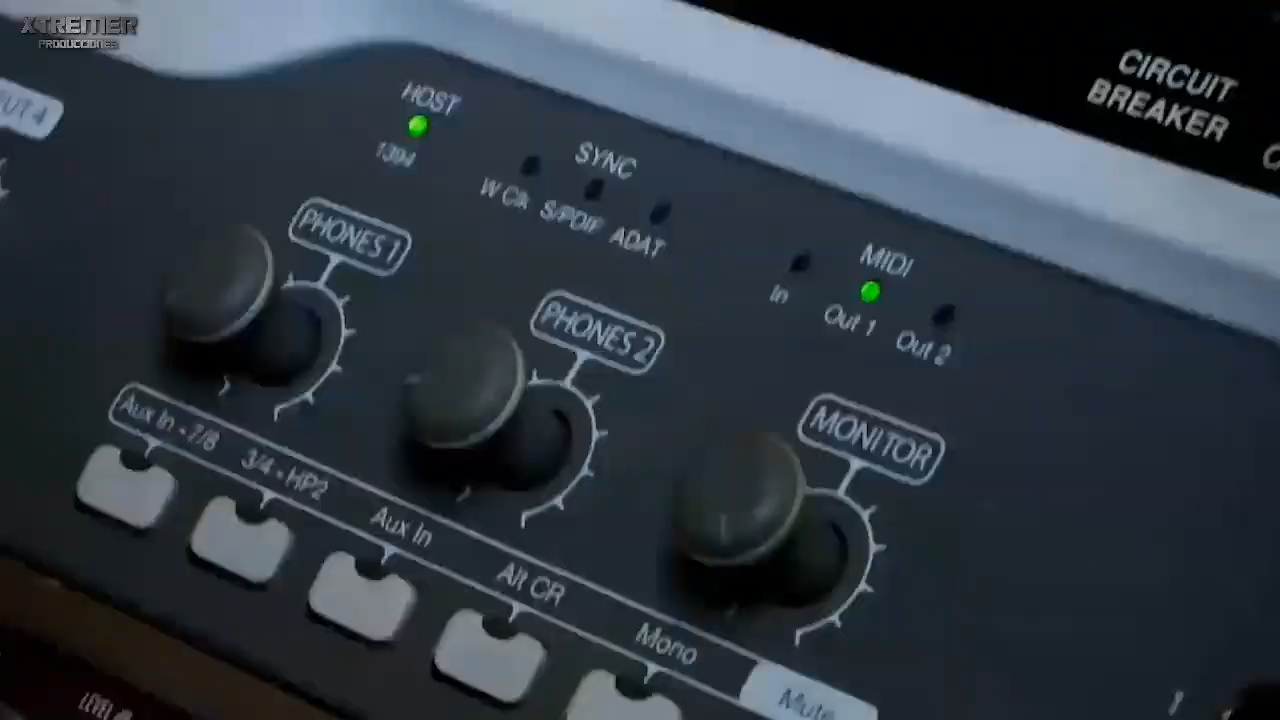 XTREMER
PRODUCCIONES
CIRCUIT
BREAKER
HOST
1394
SYNC
W Clk S/PDIF ADAT
MIDI
In Out 1 Out 2
PHONES 1
PHONES 2
MONITOR
Aux In - 7/8
3/4 - HP2
Aux In
Alt CR
Mono
Mute
LEVEL